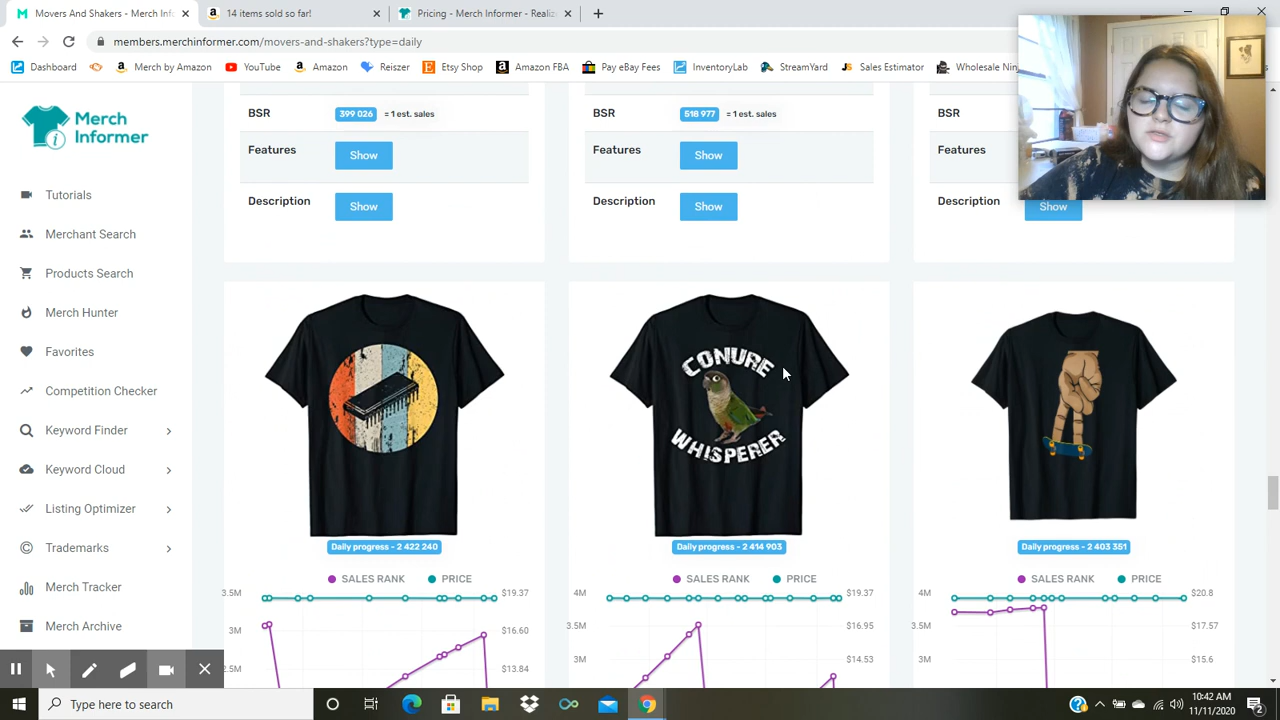 Movers And Shakers - Merch Inf
14 items sold so far!
Pricing - Merch Informer - Realiz
members.merchinformer.com/movers-and-shakers?type=daily
Dashboard
Merch by Amazon
YouTube
Amazon
Reiszer
Etsy Shop
Amazon FBA
Pay eBay Fees
InventoryLab
StreamYard
Sales Estimator
Wholesale Nin
Merch
Informer
Tutorials
Merchant Search
Products Search
Merch Hunter
Favorites
Competition Checker
Keyword Finder
Keyword Cloud
Listing Optimizer
Trademarks
Merch Tracker
Merch Archive
BSR 399 026 = 1 est. sales
Features Show
Description Show
BSR 518 977 = 1 est. sales
Features Show
Description Show
BSR
Features
Description Show
CONURE
WHISPERER
Daily progress - 2 422 240
Daily progress - 2 414 903
Daily progress - 2 403 351
SALES RANK PRICE
SALES RANK PRICE
SALES RANK PRICE
3.5M $19.37
3M $16.60
2.5M $13.84
4M $19.37
3.5M $16.95
3M $14.53
4M $20.8
3.5M $17.57
3M $15.6
Type here to search
10:42 AM
11/11/2020
2